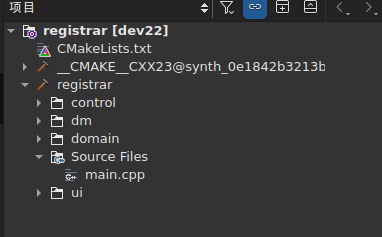 项目
registrar [dev22]
CMakeLists.txt
__CMAKE__CXX23@synth_0e1842b3213b
registrar
control
dm
domain
Source Files
main.cpp
ui